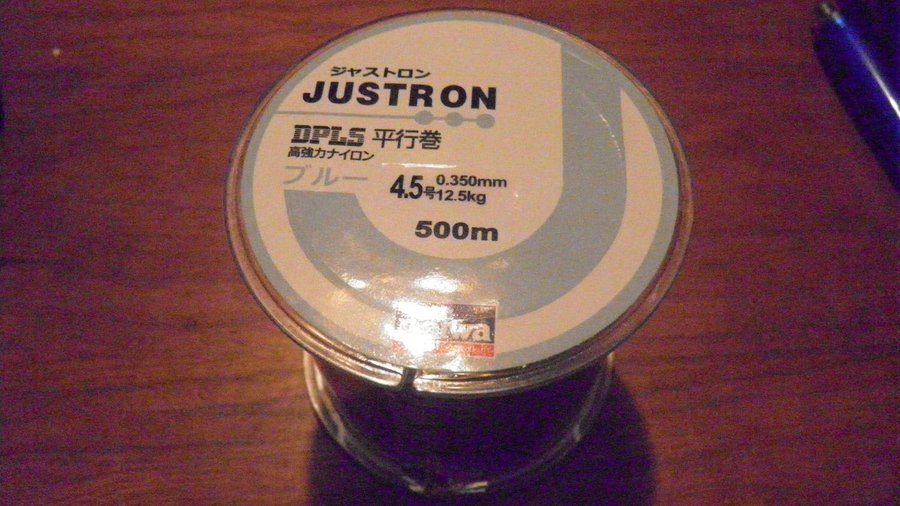 ジャストロン
JUSTRON
DPLS 平行巻
高強力ナイロン
ブルー
4.5号 0.350mm
12.5kg
500m